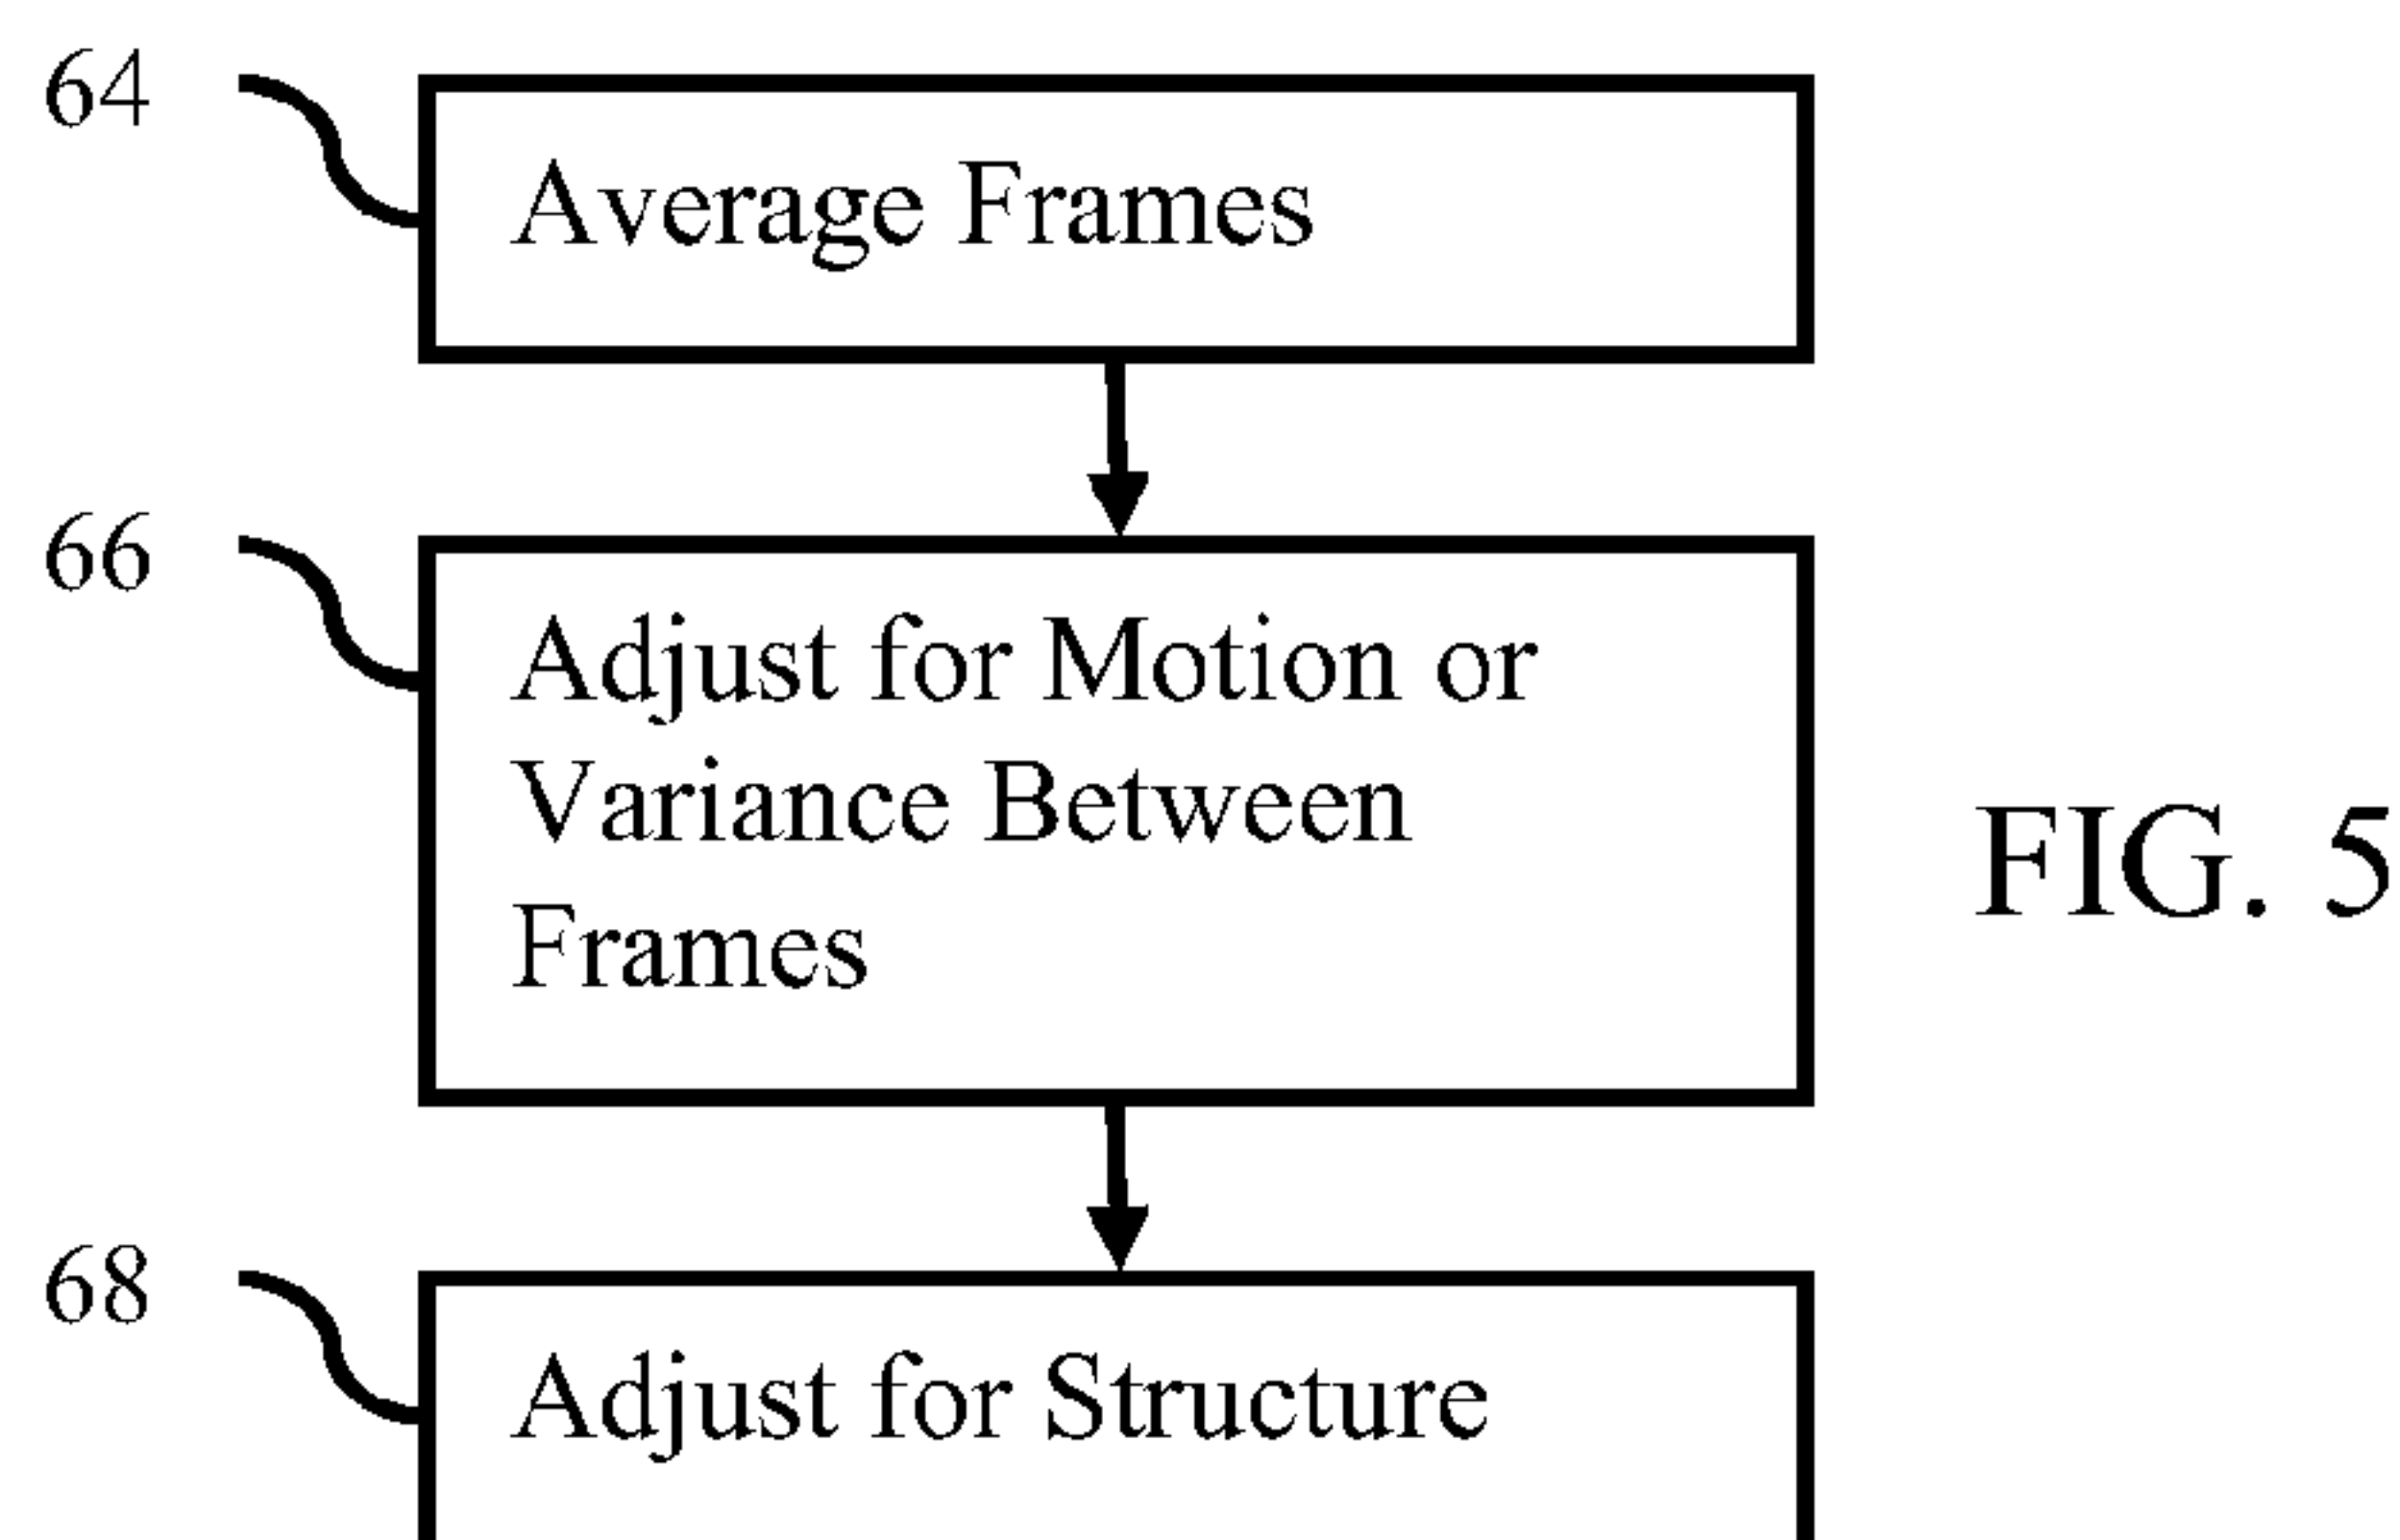 64
Average Frames
66
Adjust for Motion or
Variance Between
Frames
FIG. 5
68
Adjust for Structure